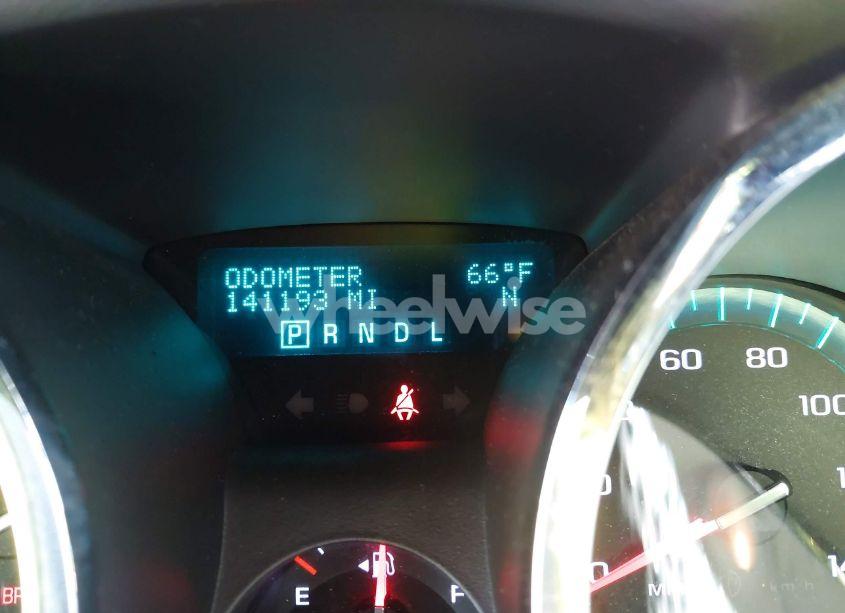 ODOMETER 66°F
141193 MI N
wheelwise
P R N D L
60 80
100
E F